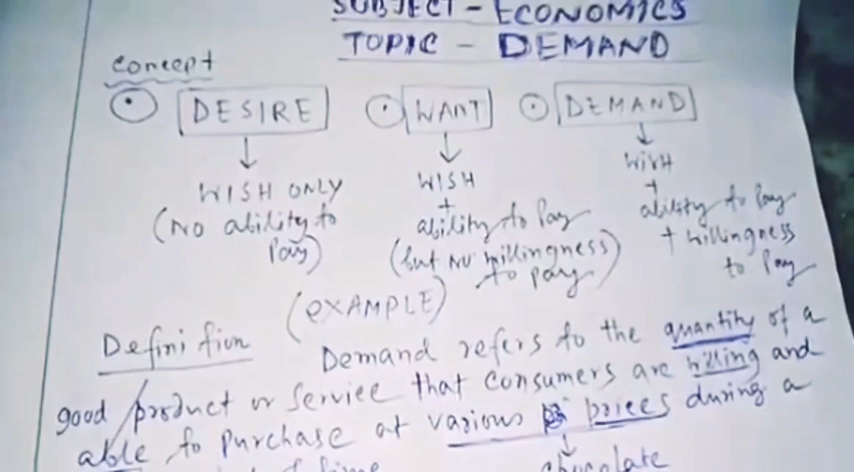 SUBJECT - ECONOMICS
TOPIC - DEMAND
Concept
DESIRE WANT DEMAND
WISH ONLY
(NO ability to
Pay)
WISH
+
ability to Pay
(but NO willingness)
to pay
WISH
+
ability to Pay
+ willingness
to Pay
(EXAMPLE)
Definition Demand refers to the quantity of a
good/product or service that consumers are willing and
able to purchase at various prices during a
chocolate